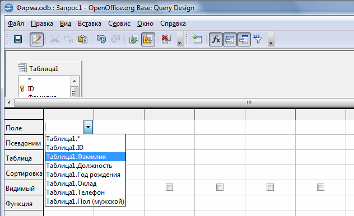 Фирма.odb : Запрос1 - OpenOffice.org Base: Query Design
Файл Правка Вид Вставка Сервис Окно Справка
Таблица1
*
ID
Фамилия
Поле
Псевдоним
Таблица
Сортировка
Видимый
Функция
Таблица1.*
Таблица1.ID
Таблица1.Фамилия
Таблица1.Должность
Таблица1.Год рождения
Таблица1.Оклад
Таблица1.Телефон
Таблица1.Пол (мужской)